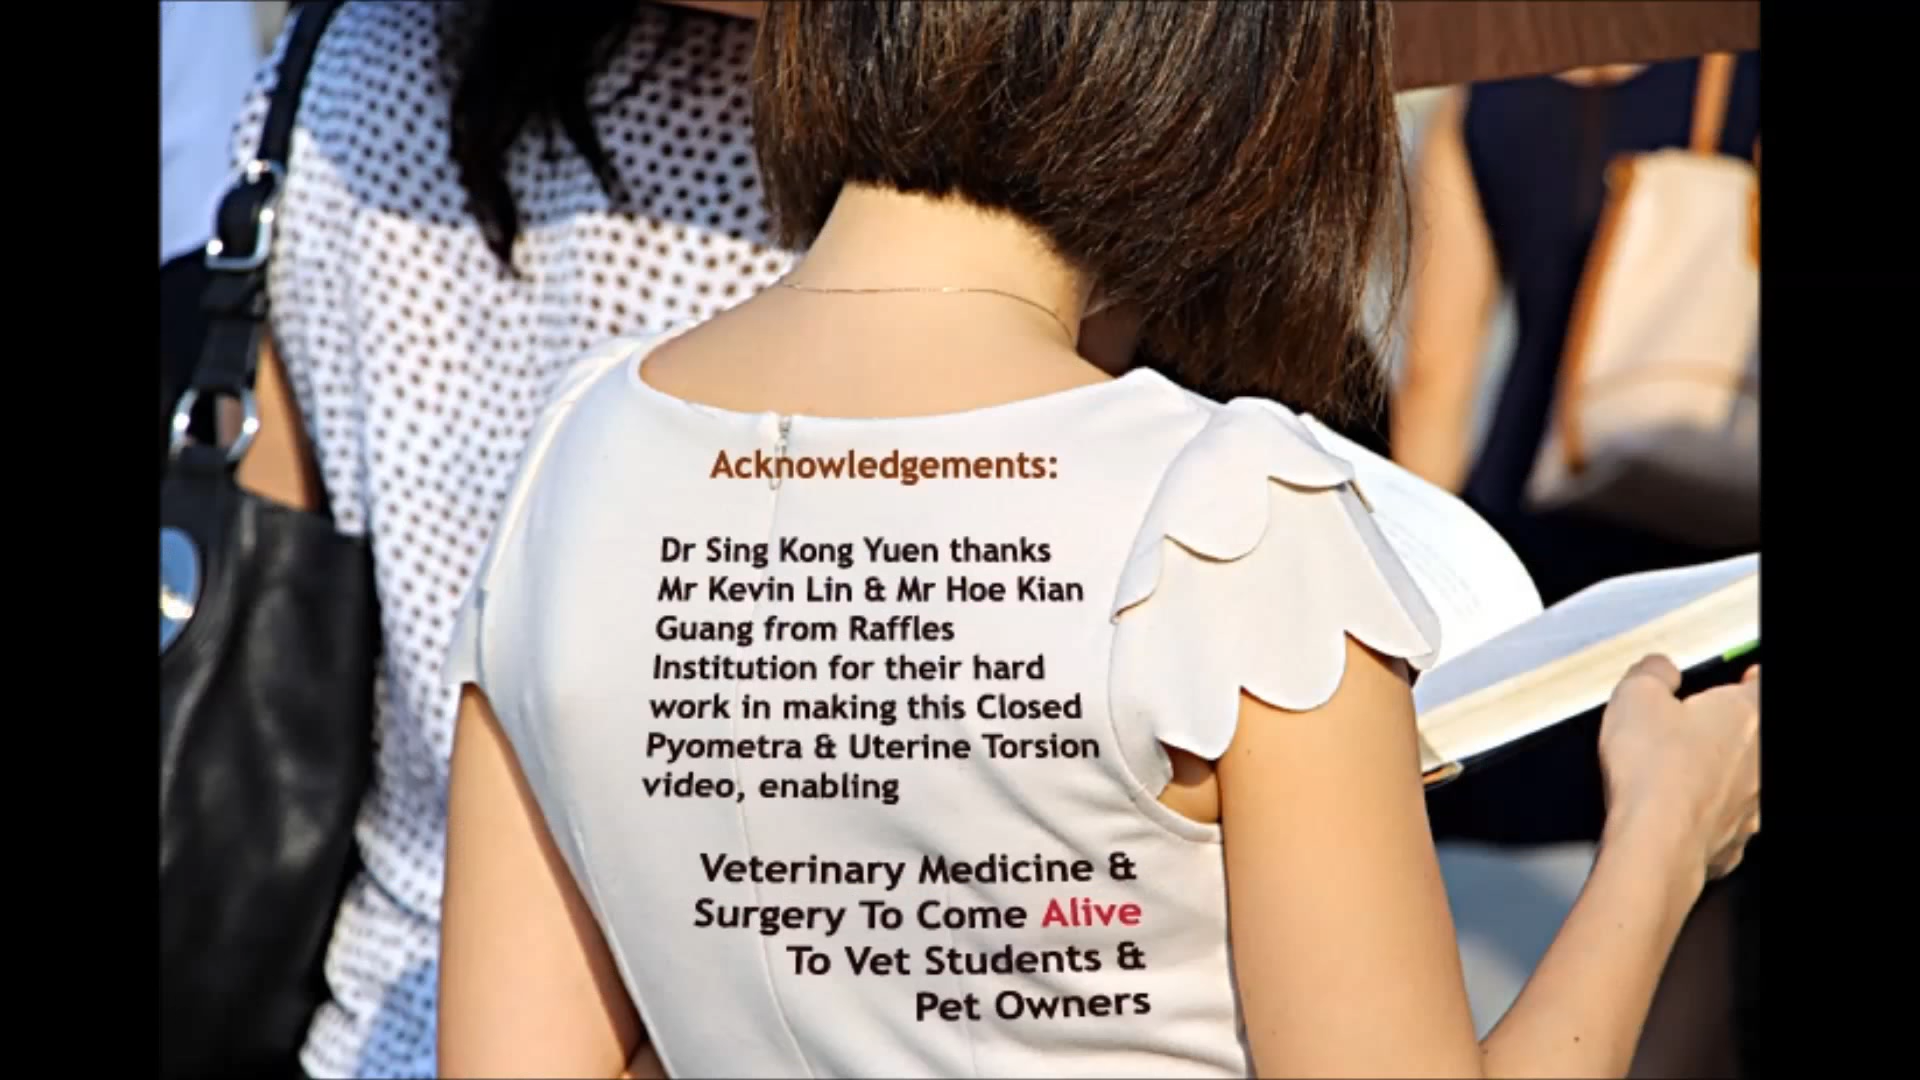 Acknowledgements:
Dr Sing Kong Yuen thanks
Mr Kevin Lin & Mr Hoe Kian
Guang from Raffles
Institution for their hard
work in making this Closed
Pyometra & Uterine Torsion
video, enabling
Veterinary Medicine &
Surgery To Come Alive
To Vet Students &
Pet Owners